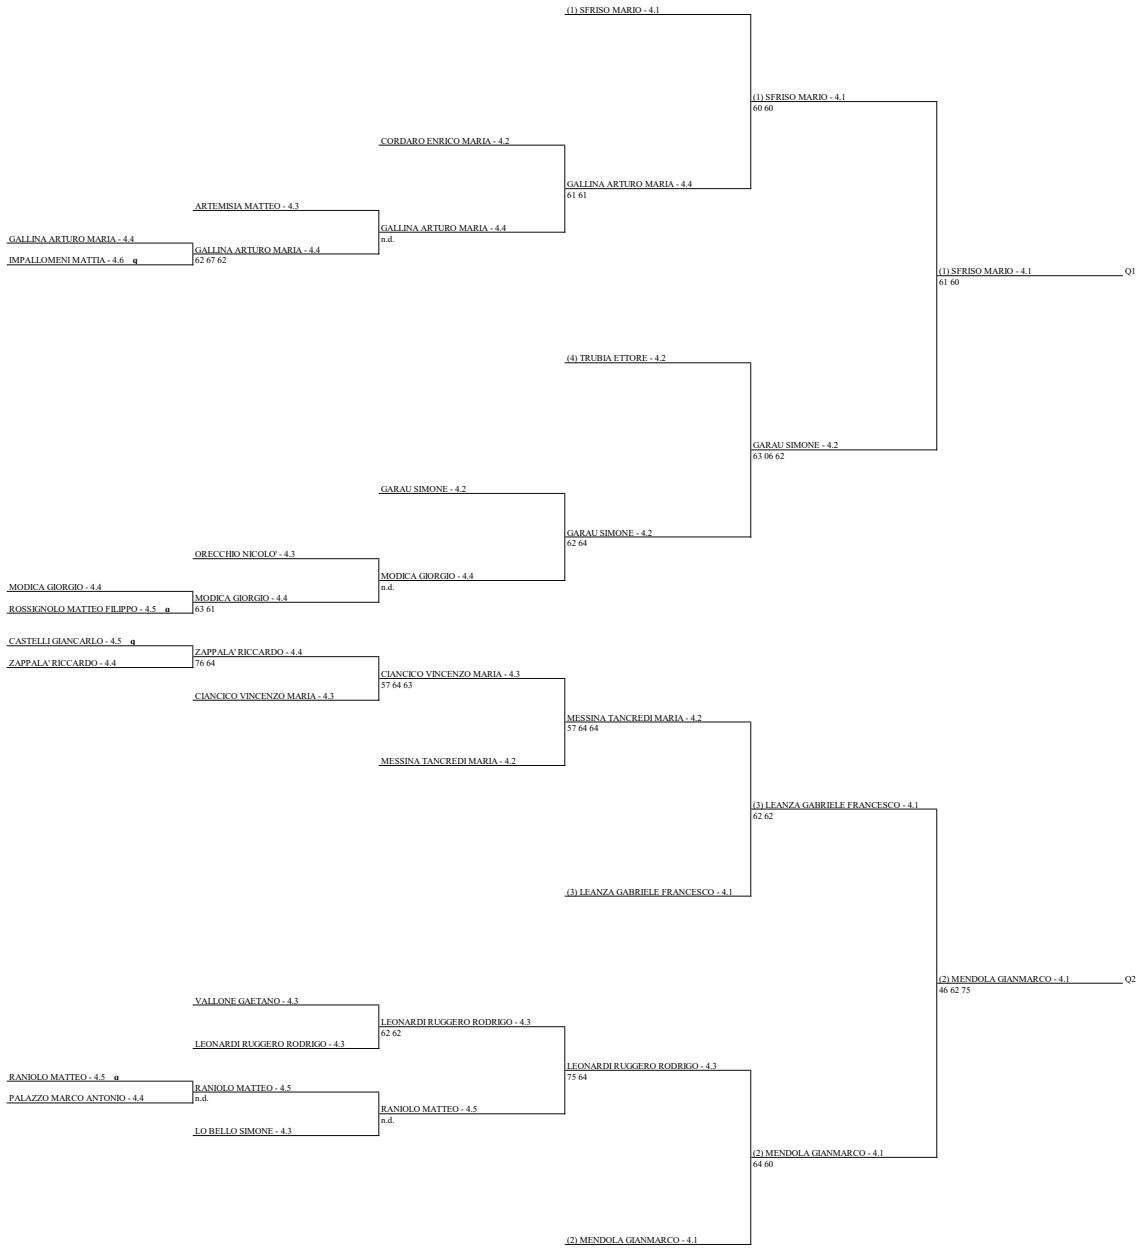 (1) SFRISO MARIO - 4.1
(1) SFRISO MARIO - 4.1
60 60
CORDARO ENRICO MARIA - 4.2
GALLINA ARTURO MARIA - 4.4
61 61
ARTEMISIA MATTEO - 4.3
GALLINA ARTURO MARIA - 4.4
n.d.
GALLINA ARTURO MARIA - 4.4
GALLINA ARTURO MARIA - 4.4
62 67 62
IMPALLOMENI MATTIA - 4.6 q
(1) SFRISO MARIO - 4.1 Q1
61 60
(4) TRUBIA ETTORE - 4.2
GARAU SIMONE - 4.2
63 06 62
GARAU SIMONE - 4.2
GARAU SIMONE - 4.2
62 64
ORECCHIO NICOLO' - 4.3
MODICA GIORGIO - 4.4
n.d.
MODICA GIORGIO - 4.4
MODICA GIORGIO - 4.4
63 61
ROSSIGNOLO MATTEO FILIPPO - 4.5 q
CASTELLI GIANCARLO - 4.5 q
ZAPPALA' RICCARDO - 4.4
76 64
ZAPPALA' RICCARDO - 4.4
CIANCICO VINCENZO MARIA - 4.3
57 64 63
CIANCICO VINCENZO MARIA - 4.3
MESSINA TANCREDI MARIA - 4.2
57 64 64
MESSINA TANCREDI MARIA - 4.2
(3) LEANZA GABRIELE FRANCESCO - 4.1
62 62
(3) LEANZA GABRIELE FRANCESCO - 4.1
(2) MENDOLA GIANMARCO - 4.1 Q2
46 62 75
VALLONE GAETANO - 4.3
LEONARDI RUGGERO RODRIGO - 4.3
62 62
LEONARDI RUGGERO RODRIGO - 4.3
LEONARDI RUGGERO RODRIGO - 4.3
75 64
RANIOLO MATTEO - 4.5 q
RANIOLO MATTEO - 4.5
n.d.
PALAZZO MARCO ANTONIO - 4.4
RANIOLO MATTEO - 4.5
n.d.
LO BELLO SIMONE - 4.3
(2) MENDOLA GIANMARCO - 4.1
64 60
(2) MENDOLA GIANMARCO - 4.1